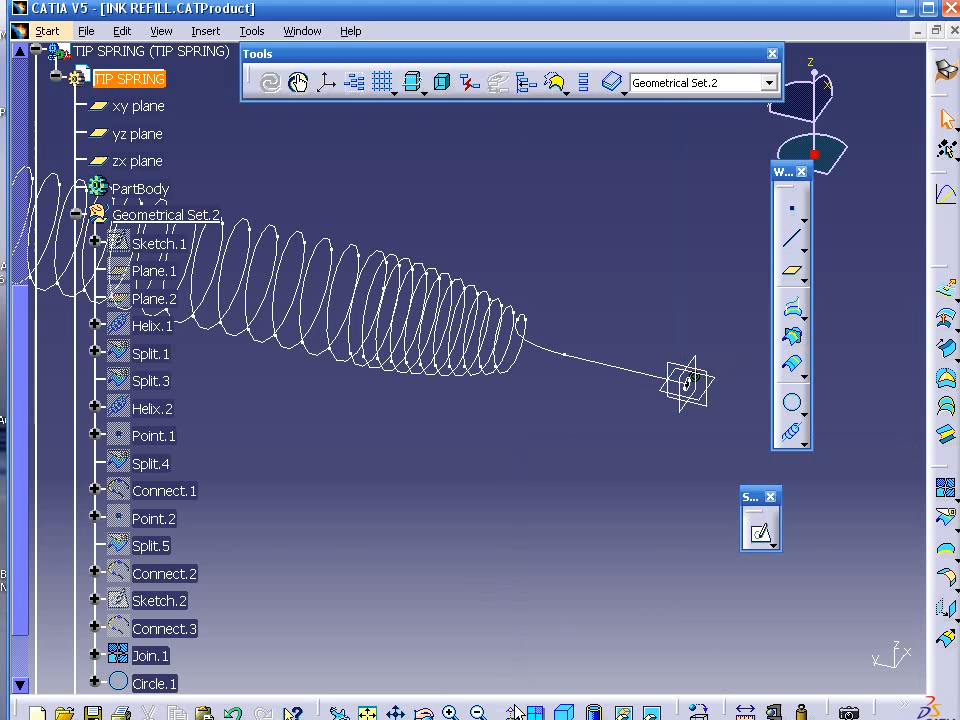 CATIA V5 - [INK REFILL.CATProduct]
Start File Edit View Insert Tools Window Help
TIP SPRING (TIP SPRING)
Tools
Geometrical Set.2
TIP SPRING
xy plane
yz plane
zx plane
PartBody
Geometrical Set.2
Sketch.1
Plane.1
Plane.2
Helix.1
Split.1
Split.3
Helix.2
Point.1
Split.4
Connect.1
Point.2
Split.5
Connect.2
Sketch.2
Connect.3
Join.1
Circle.1
z
x
W...
S...
z
x
y